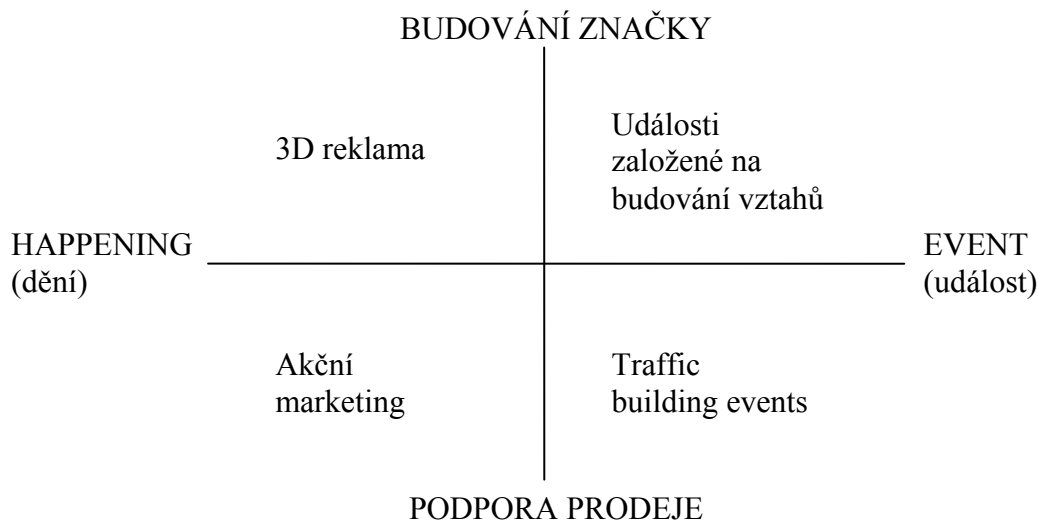 BUDOVÁNÍ ZNAČKY
3D reklama
Události
založené na
budování vztahů
HAPPENING
(dění)
EVENT
(událost)
Akční
marketing
Traffic
building events
PODPORA PRODEJE